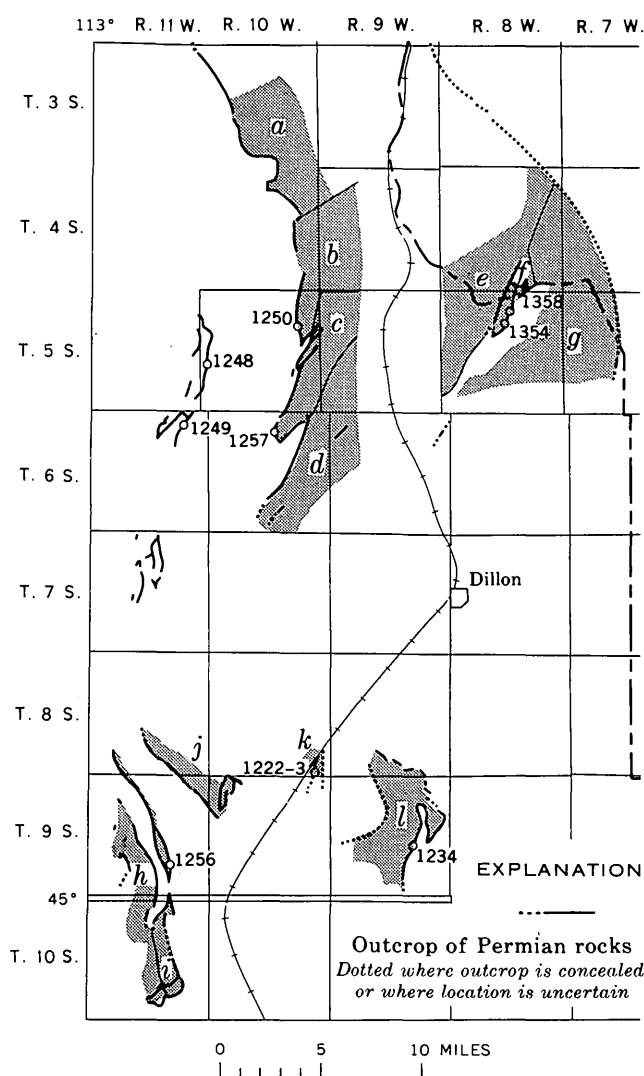 113° R. 11 W. R. 10 W. R. 9 W. R. 8 W. R. 7 W.
T. 3 S.
a
T. 4 S.
b
e
f
1358
1250
c
1354
g
T. 5 S.
1248
1249
1257
d
T. 6 S.
Dillon
T. 7 S.
T. 8 S.
j
k
1222-3
l
T. 9 S.
1234
1256
h
EXPLANATION
45°
Outcrop of Permian rocks
Dotted where outcrop is concealed
or where location is uncertain
T. 10 S.
i
0 5 10 MILES